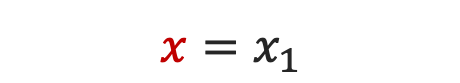 x = x₁